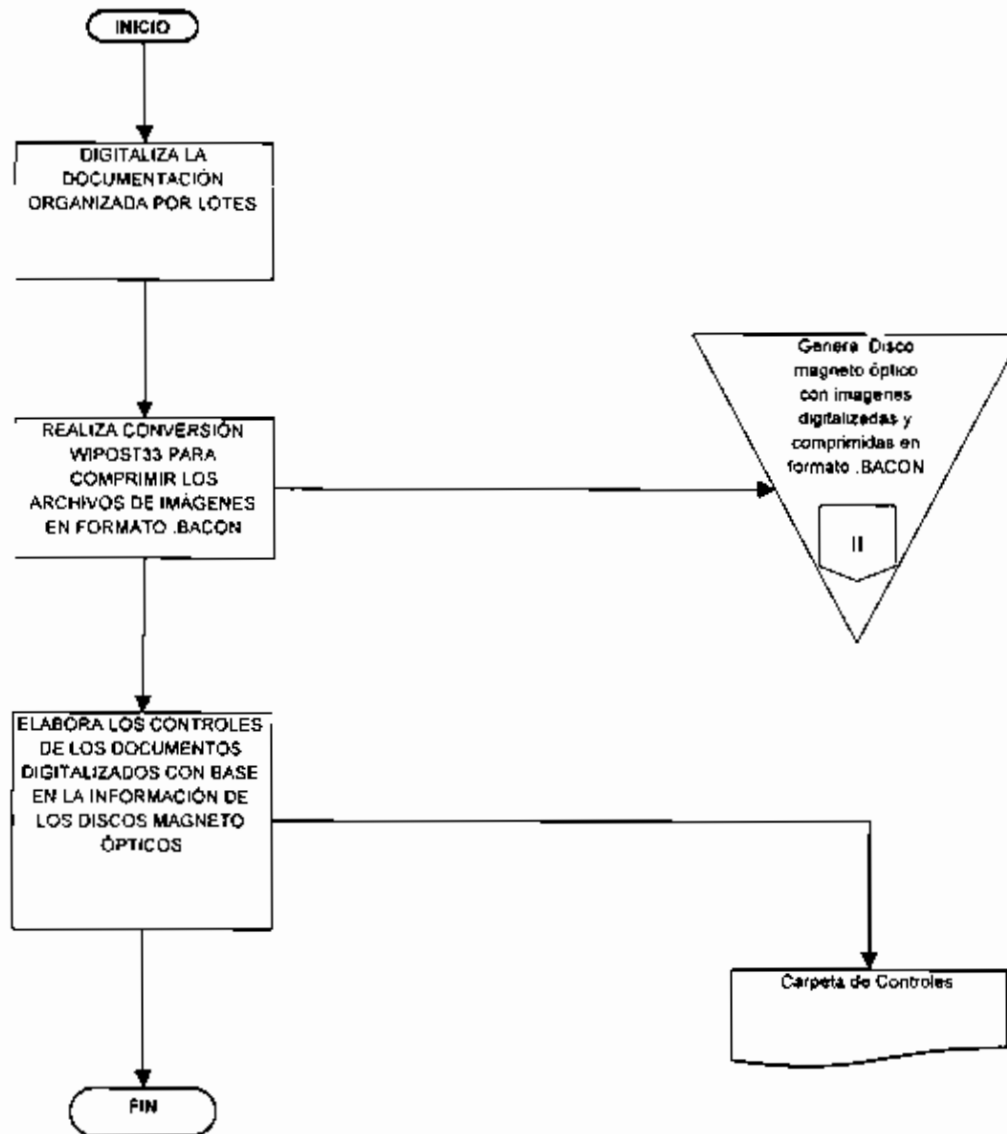 INICIO
DIGITALIZA LA
DOCUMENTACIÓN
ORGANIZADA POR LOTES
REALIZA CONVERSIÓN
WIPOST33 PARA
COMPRIMIR LOS
ARCHIVOS DE IMÁGENES
EN FORMATO .BACON
Genera Disco
magneto óptico
con imagenes
digitalizadas y
comprimidas en
formato .BACON
II
ELABORA LOS CONTROLES
DE LOS DOCUMENTOS
DIGITALIZADOS CON BASE
EN LA INFORMACIÓN DE
LOS DISCOS MAGNETO
ÓPTICOS
Carpeta de Controles
FIN